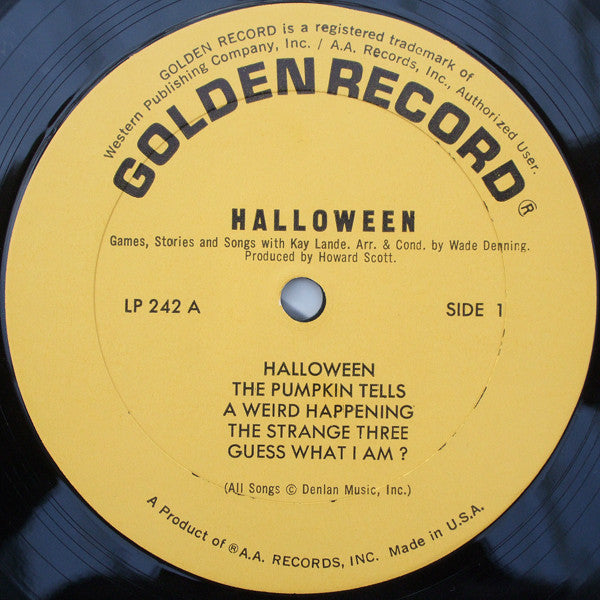 GOLDEN RECORD is a registered trademark of
Western Publishing Company, Inc. / A.A. Records, Inc., Authorized User.
GOLDEN RECORD ®
HALLOWEEN
Games, Stories and Songs with Kay Lande. Arr. & Cond. by Wade Denning.
Produced by Howard Scott.
LP 242 A
SIDE 1
HALLOWEEN
THE PUMPKIN TELLS
A WEIRD HAPPENING
THE STRANGE THREE
GUESS WHAT I AM ?
(All Songs © Denlan Music, Inc.)
A Product of ® A.A. RECORDS, INC. Made in U.S.A.